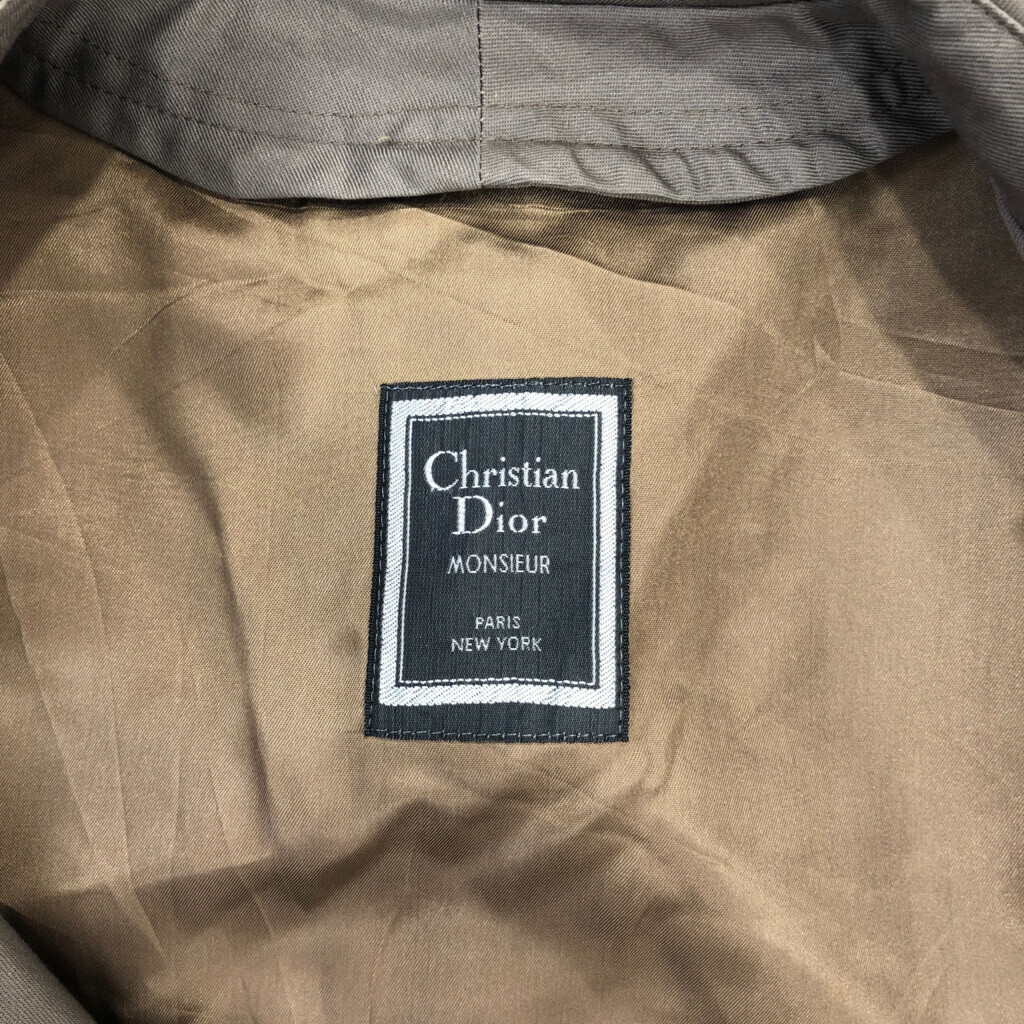 Christian
Dior
MONSIEUR
PARIS
NEW YORK